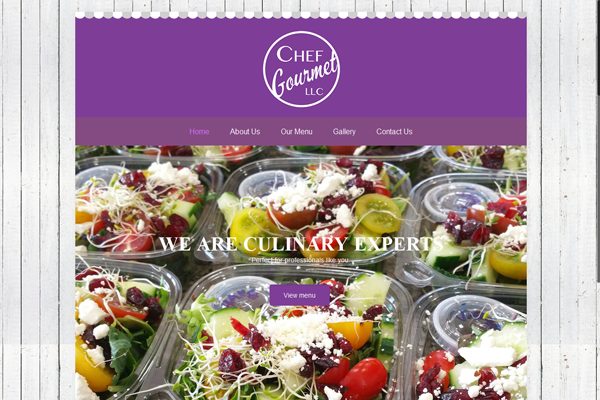 CHEF
Gourmet
LLC
Home About Us Our Menu Gallery Contact Us
WE ARE CULINARY EXPERTS
"Perfect for professionals like you
View menu